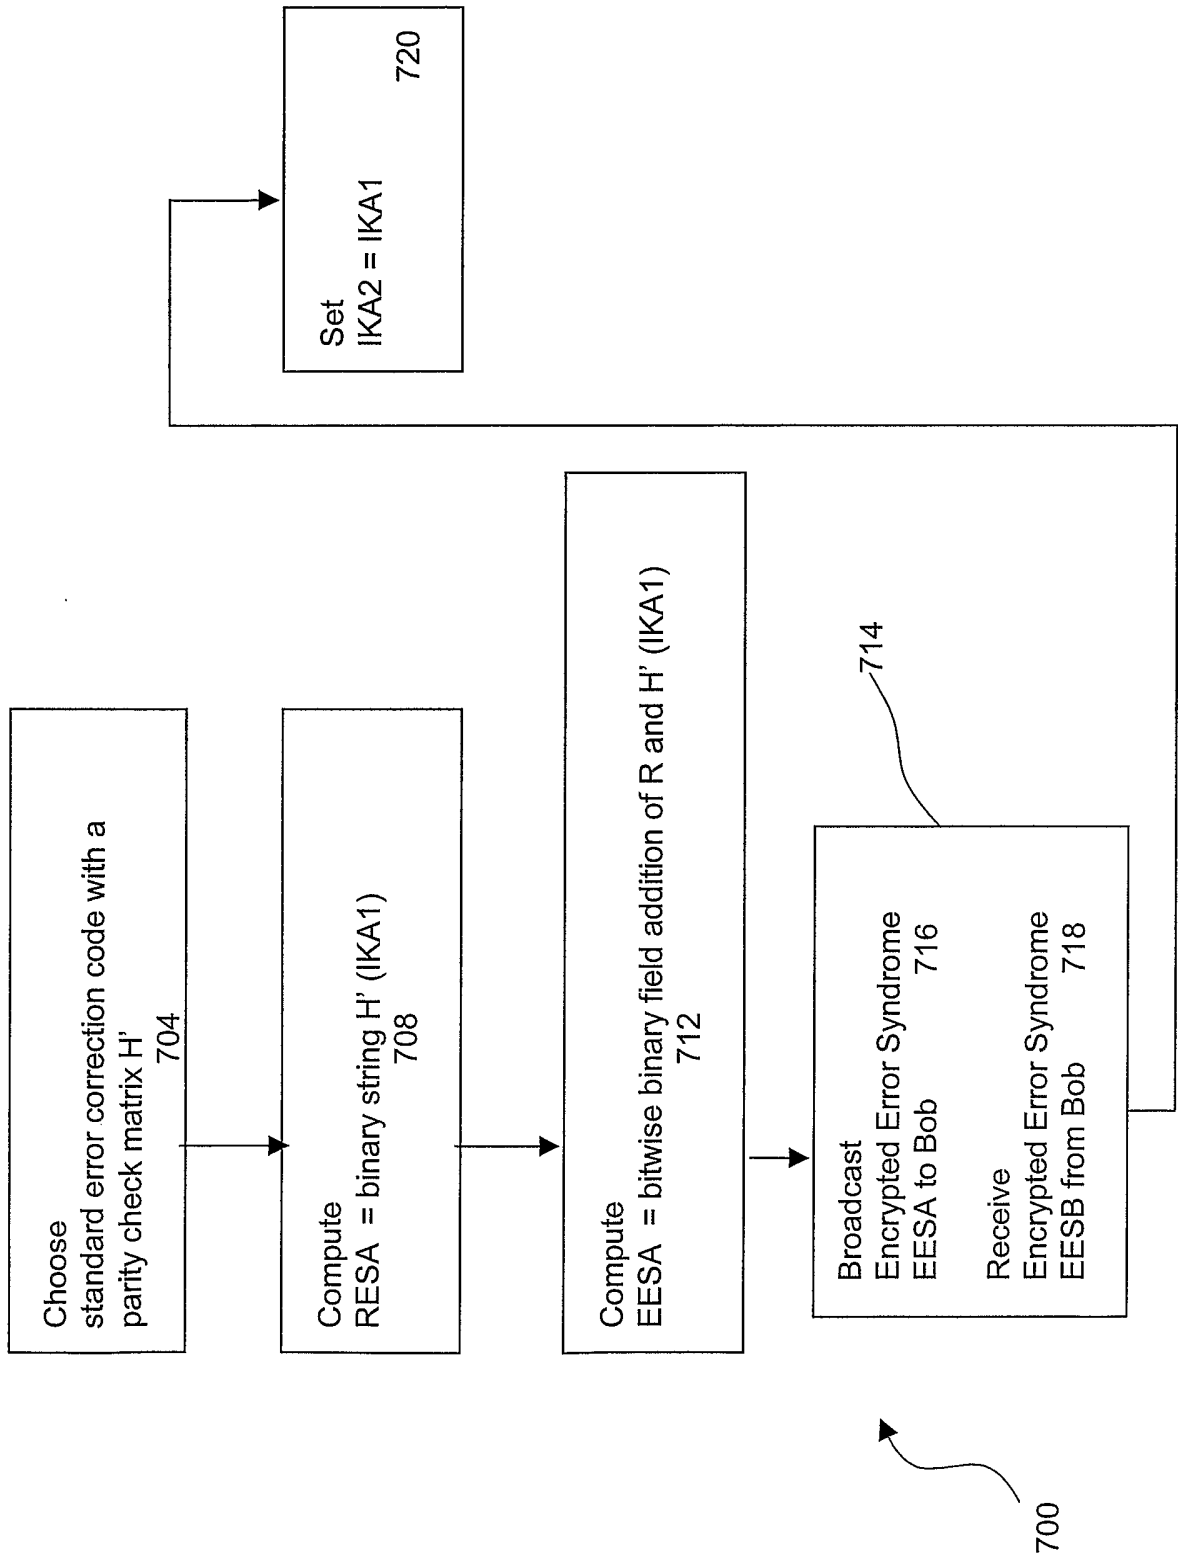 Choose
standard error correction code with a
parity check matrix H'
704
Compute
RESA = binary string H' (IKA1)
708
Compute
EESA = bitwise binary field addition of R and H' (IKA1)
712
714
Broadcast
Encrypted Error Syndrome
EESA to Bob 716
Receive
Encrypted Error Syndrome
EESB from Bob 718
Set
IKA2 = IKA1
720
700